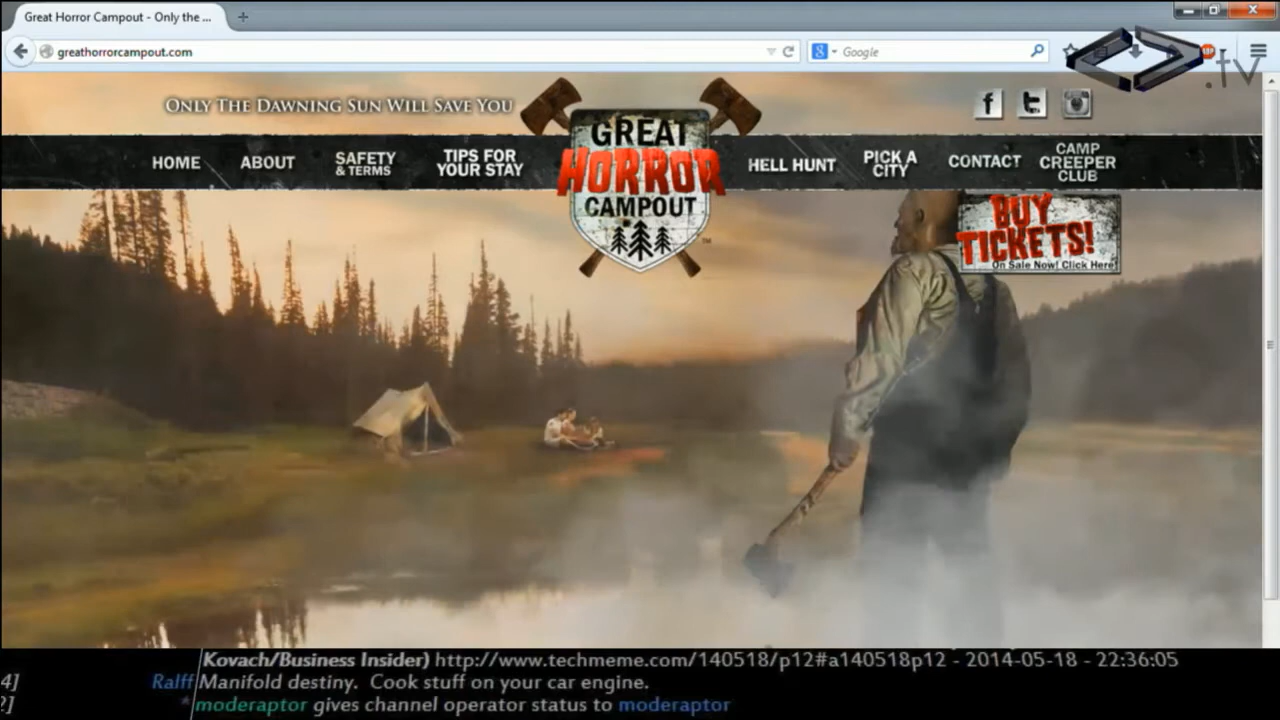 Great Horror Campout - Only the ...
greathorrorcampout.com
Google
.tv
ONLY THE DAWNING SUN WILL SAVE YOU
HOME
ABOUT
SAFETY
& TERMS
TIPS FOR
YOUR STAY
GREAT
HORROR
CAMPOUT
TM
HELL HUNT
PICK A
CITY
CONTACT
CAMP
CREEPER
CLUB
BUY
TICKETS!
On Sale Now! Click Here!
Kovach/Business Insider) http://www.techmeme.com/140518/p12#a140518p12 - 2014-05-18 - 22:36:05
4] Ralff Manifold destiny. Cook stuff on your car engine.
2] * moderaptor gives channel operator status to moderaptor